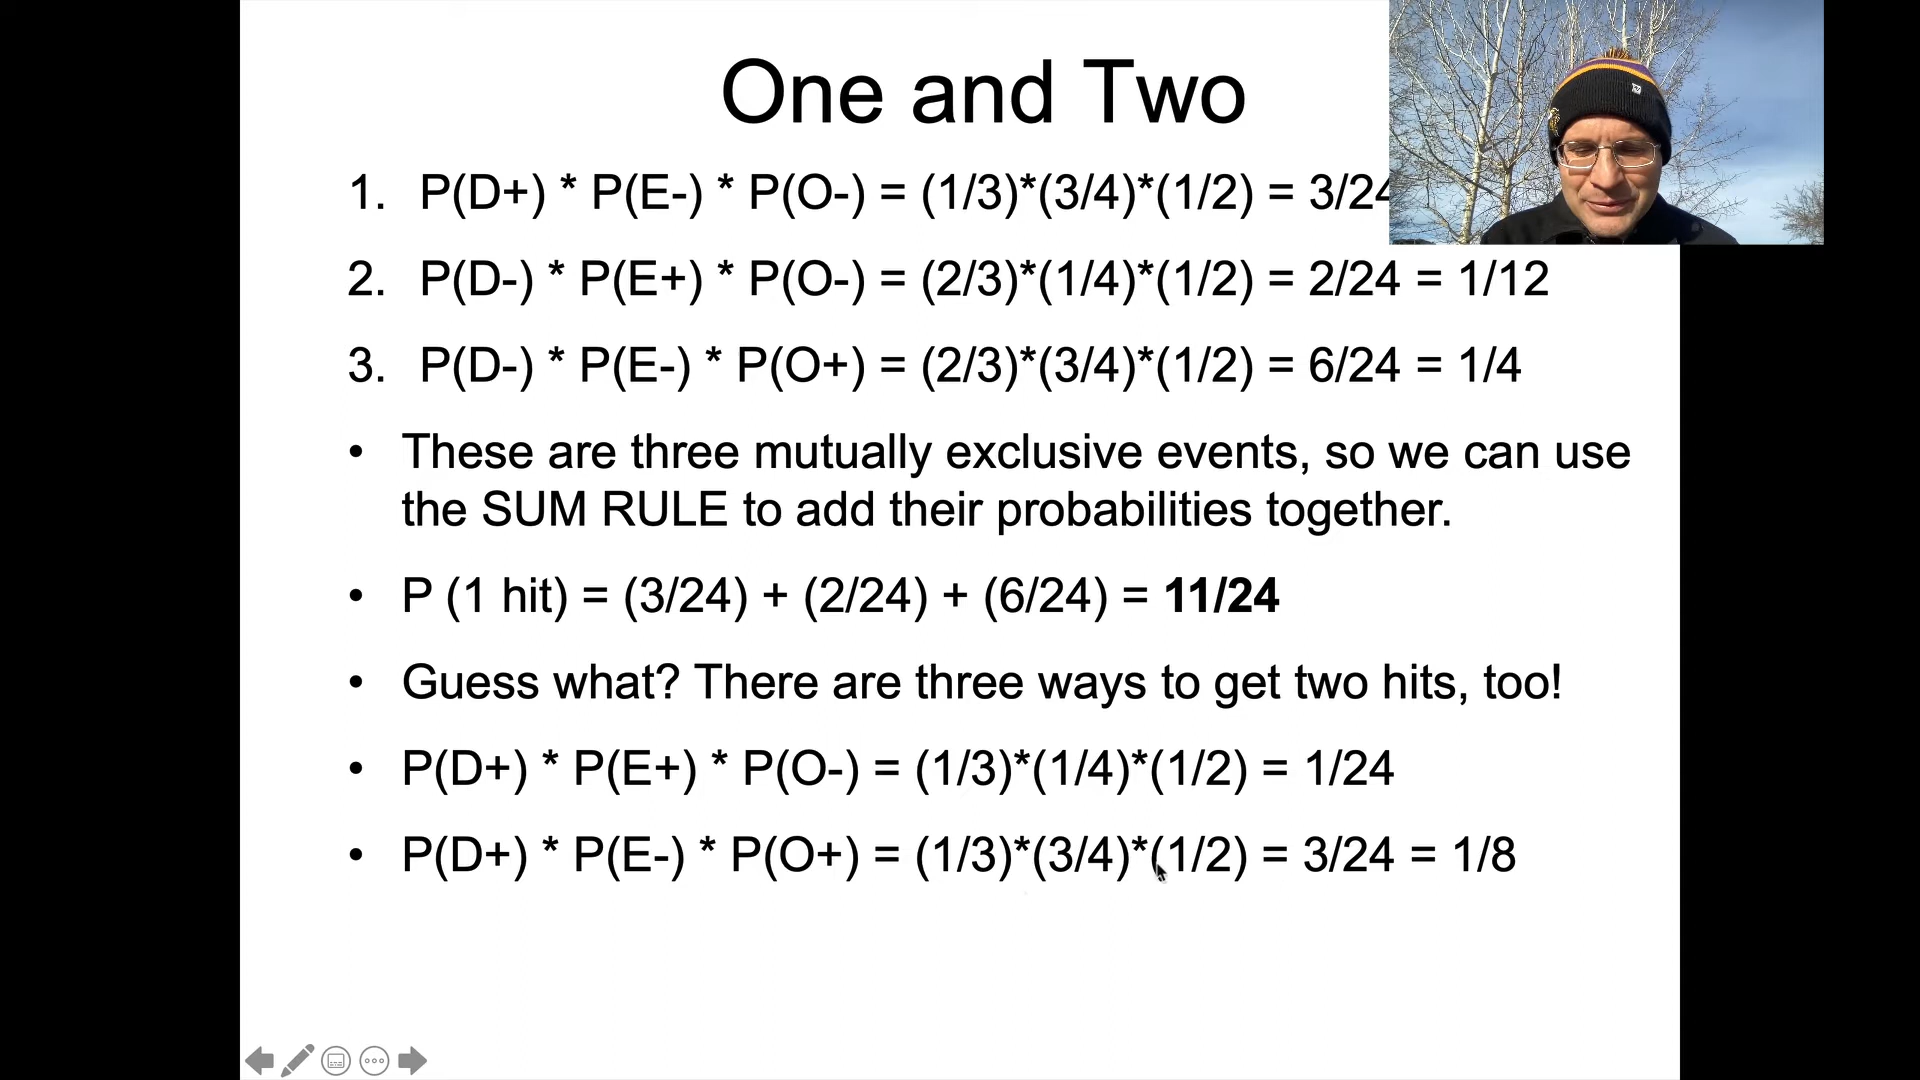 One and Two
1. P(D+) * P(E-) * P(O-) = (1/3)*(3/4)*(1/2) = 3/24
2. P(D-) * P(E+) * P(O-) = (2/3)*(1/4)*(1/2) = 2/24 = 1/12
3. P(D-) * P(E-) * P(O+) = (2/3)*(3/4)*(1/2) = 6/24 = 1/4
• These are three mutually exclusive events, so we can use
the SUM RULE to add their probabilities together.
• P (1 hit) = (3/24) + (2/24) + (6/24) = 11/24
• Guess what? There are three ways to get two hits, too!
• P(D+) * P(E+) * P(O-) = (1/3)*(1/4)*(1/2) = 1/24
• P(D+) * P(E-) * P(O+) = (1/3)*(3/4)*(1/2) = 3/24 = 1/8